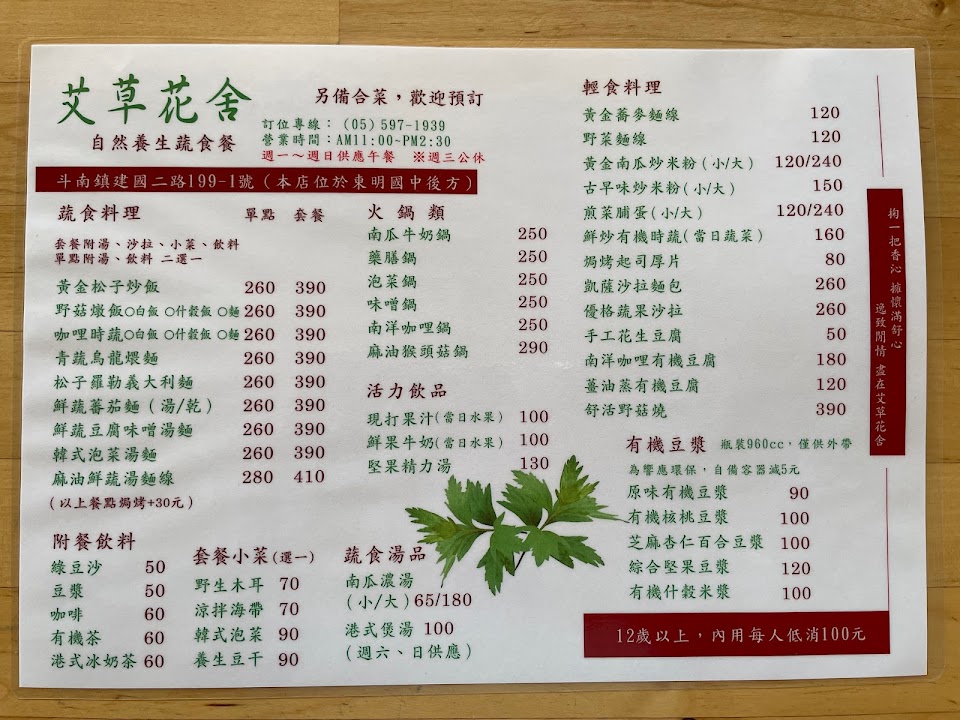 艾草花舍
自然養生蔬食餐
另備合菜，歡迎預訂
訂位專線：(05)597-1939
營業時間：AM11:00~PM2:30
週一~週日供應午餐 ※週三公休
斗南鎮建國二路199-1號(本店位於東明國中後方)
蔬食料理 單點 套餐
套餐附湯、沙拉、小菜、飲料
單點附湯、飲料 二選一
黃金松子炒飯 260 390
野菇燉飯○白飯 ○什穀飯 ○麵 260 390
咖哩時蔬○白飯 ○什穀飯 ○麵 260 390
青蔬烏龍煨麵 260 390
松子羅勒義大利麵 260 390
鮮蔬蕃茄麵(湯/乾) 260 390
鮮蔬豆腐味噌湯麵 260 390
韓式泡菜湯麵 260 390
麻油鮮蔬湯麵線 280 410
(以上餐點焗烤+30元)
附餐飲料
綠豆沙 50
豆漿 50
咖啡 60
有機茶 60
港式冰奶茶 60
套餐小菜(選一)
野生木耳 70
涼拌海帶 70
韓式泡菜 90
養生豆干 90
火鍋類
南瓜牛奶鍋 250
藥膳鍋 250
泡菜鍋 250
味噌鍋 250
南洋咖哩鍋 250
麻油猴頭菇鍋 290
活力飲品
現打果汁(當日水果) 100
鮮果牛奶(當日水果) 100
堅果精力湯 130
蔬食湯品
南瓜濃湯
(小/大) 65/180
港式煲湯 100
(週六、日供應)
輕食料理
黃金蕎麥麵線 120
野菜麵線 120
黃金南瓜炒米粉(小/大) 120/240
古早味炒米粉(小/大) 150
煎菜脯蛋(小/大) 120/240
鮮炒有機時蔬(當日蔬菜) 160
焗烤起司厚片 80
凱薩沙拉麵包 260
優格蔬果沙拉 260
手工花生豆腐 50
南洋咖哩有機豆腐 180
薑油蒸有機豆腐 120
舒活野菇燒 390
有機豆漿 瓶裝960cc，僅供外帶
為響應環保，自備容器減5元
原味有機豆漿 90
有機核桃豆漿 100
芝麻杏仁百合豆漿 100
綜合堅果豆漿 120
有機什穀米漿 100
12歲以上，內用每人低消100元
掬一把香沁 擁懷滿舒心
逸致閒情 盡在艾草花舍